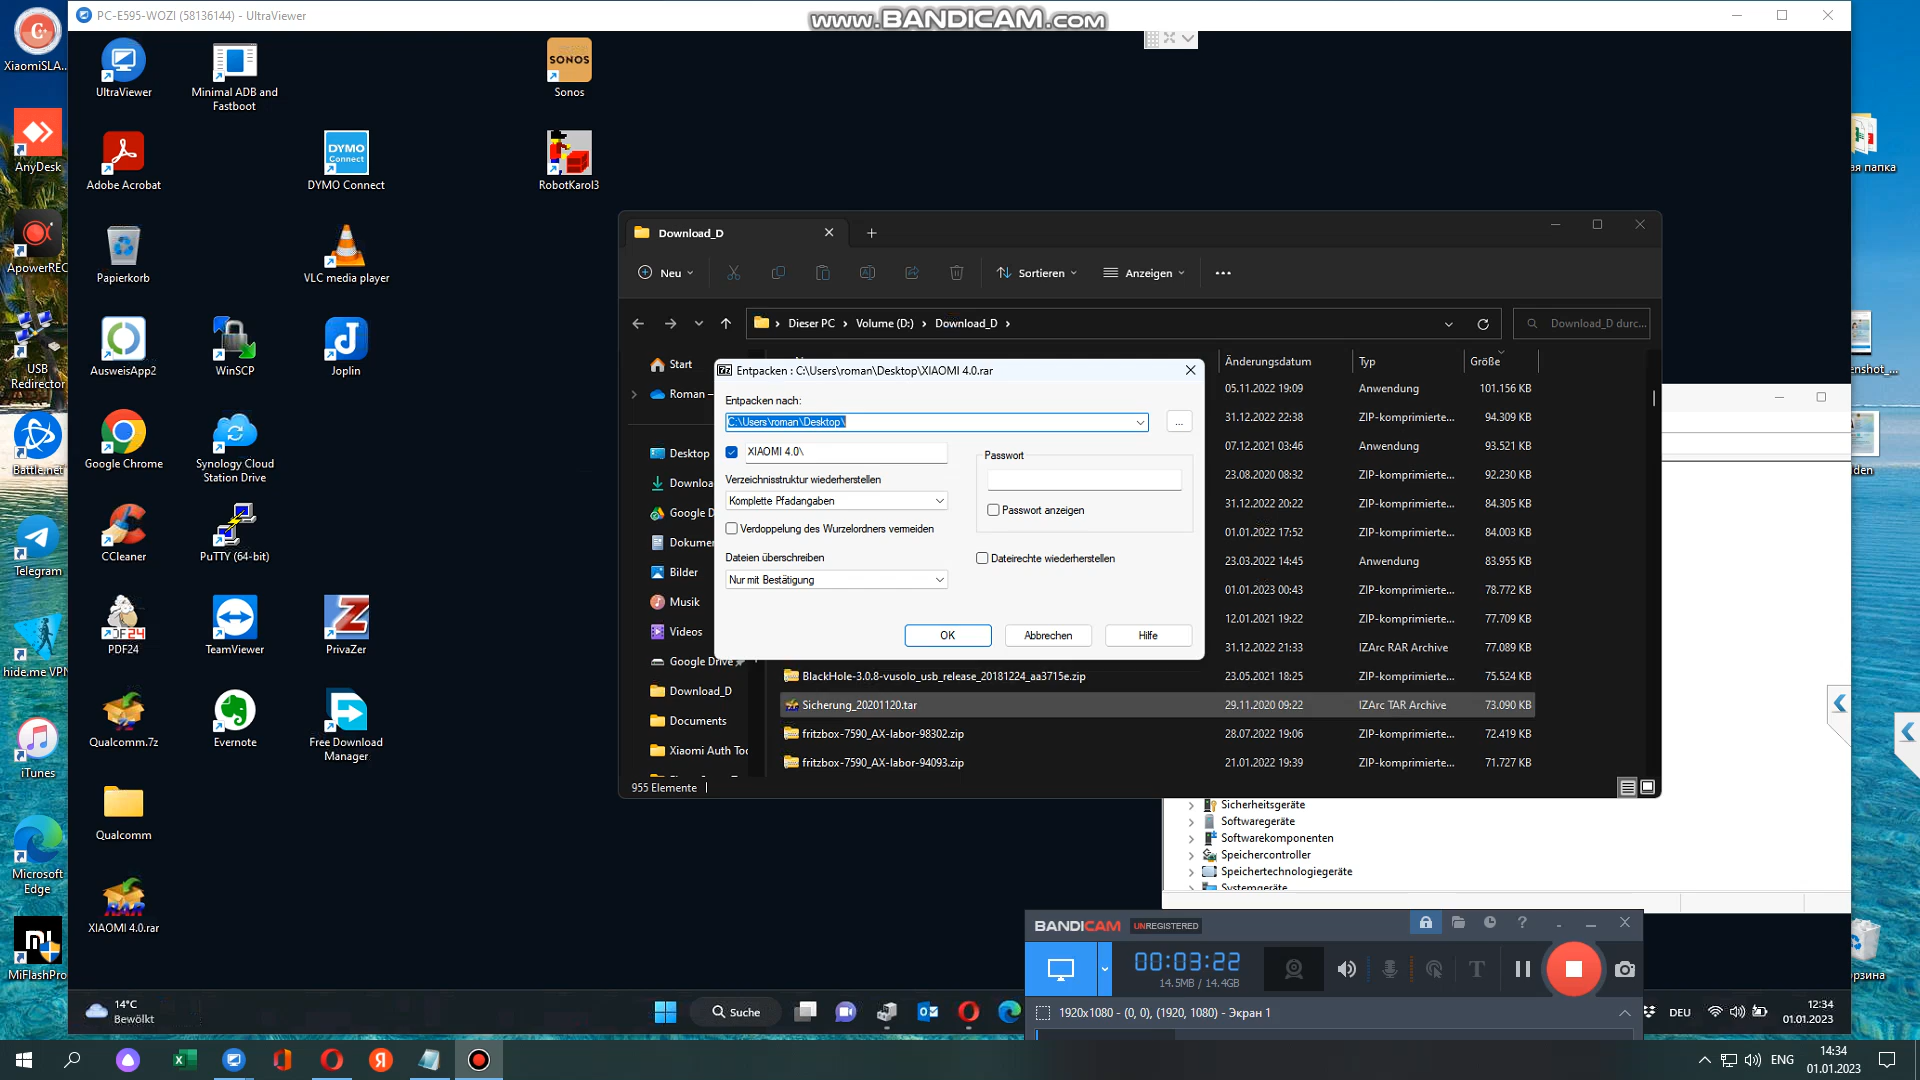 PC-E595-WOZI (58136144) - UltraViewer
www.BANDICAM.com
XiaomiSLA...
UltraViewer
Minimal ADB and
Fastboot
SONOS
Sonos
AnyDesk
Adobe Acrobat
DYMO
Connect
DYMO Connect
RobotKarol3
ая папка
ApowerREC
Papierkorb
VLC media player
USB
Redirector
AusweisApp2
WinSCP
Joplin
enshot_...
Battle.net
Google Chrome
Synology Cloud
Station Drive
den
Telegram
CCleaner
PuTTY (64-bit)
hide.me VPN
PDF24
TeamViewer
PrivaZer
iTunes
Qualcomm.7z
Evernote
Free Download
Manager
Microsoft
Edge
Qualcomm
MiFlashPro
XIAOMI 4.0.rar
орзина
Download_D
Neu
Sortieren
Anzeigen
Dieser PC
Volume (D:)
Download_D
Download_D durc...
Start
Roman –
Desktop
Downloa
Google D
Dokumer
Bilder
Musik
Videos
Google Drive
Download_D
Documents
Xiaomi Auth Too
Änderungsdatum
Typ
Größe
05.11.2022 19:09 Anwendung 101.156 KB
31.12.2022 22:38 ZIP-komprimierte... 94.309 KB
07.12.2021 03:46 Anwendung 93.521 KB
23.08.2020 08:32 ZIP-komprimierte... 92.230 KB
31.12.2022 20:22 ZIP-komprimierte... 84.305 KB
01.01.2022 17:52 ZIP-komprimierte... 84.003 KB
23.03.2022 14:45 Anwendung 83.955 KB
01.01.2023 00:43 ZIP-komprimierte... 78.772 KB
12.01.2021 19:22 ZIP-komprimierte... 77.709 KB
31.12.2022 21:33 IZArc RAR Archive 77.089 KB
BlackHole-3.0.8-vusolo_usb_release_20181224_aa3715e.zip 23.05.2021 18:25 ZIP-komprimierte... 75.524 KB
Sicherung_20201120.tar 29.11.2020 09:22 IZArc TAR Archive 73.090 KB
fritzbox-7590_AX-labor-98302.zip 28.07.2022 19:06 ZIP-komprimierte... 72.419 KB
fritzbox-7590_AX-labor-94093.zip 21.01.2022 19:39 ZIP-komprimierte... 71.727 KB
955 Elemente
Entpacken : C:\Users\roman\Desktop\XIAOMI 4.0.rar
Entpacken nach:
C:\Users\roman\Desktop\
...
XIAOMI 4.0\
Passwort
Verzeichnisstruktur wiederherstellen
Komplette Pfadangaben
Passwort anzeigen
Verdoppelung des Wurzelordners vermeiden
Dateien überschreiben
Dateirechte wiederherstellen
Nur mit Bestätigung
OK
Abbrechen
Hilfe
Sicherheitsgeräte
Softwaregeräte
Softwarekomponenten
Speichercontroller
Speichertechnologiegeräte
Systemgeräte
BANDICAM UNREGISTERED
00:03:22
14.5MB / 14.4GB
1920x1080 - (0, 0), (1920, 1080) - Экран 1
14°C
Bewölkt
Suche
DEU
12:34
01.01.2023
ENG
14:34
01.01.2023